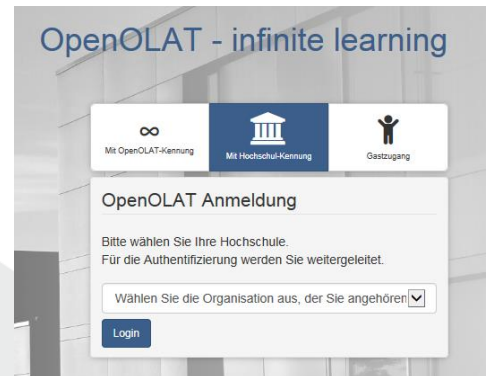 OpenOLAT - infinite learning
Mit OpenOLAT-Kennung
Mit Hochschul-Kennung
Gastzugang
OpenOLAT Anmeldung
Bitte wählen Sie Ihre Hochschule.
Für die Authentifizierung werden Sie weitergeleitet.
Wählen Sie die Organisation aus, der Sie angehören
Login